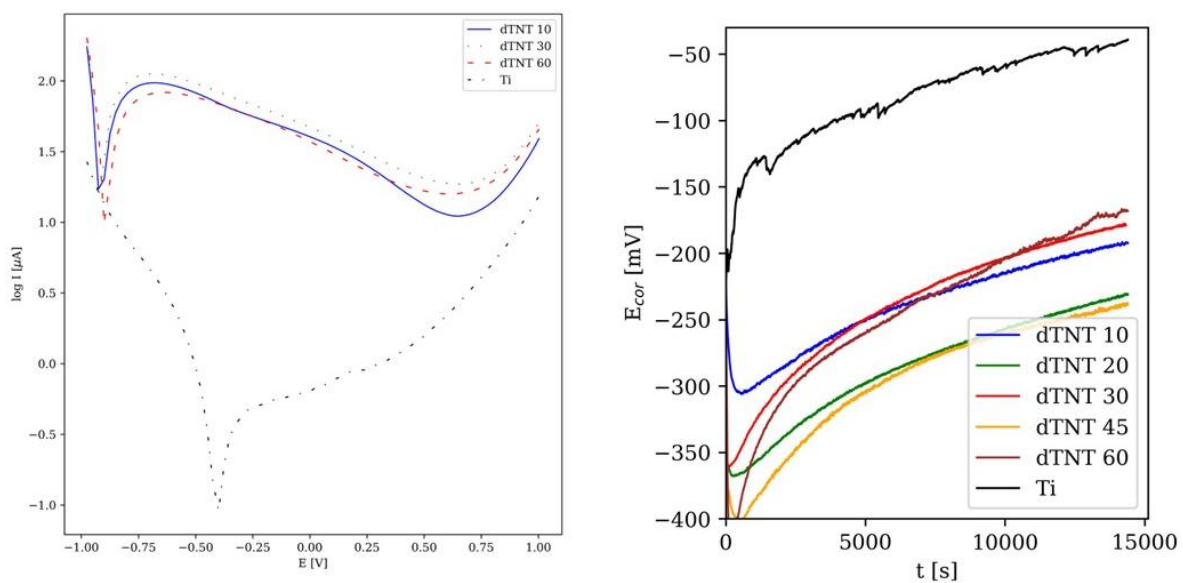 dTNT 10
dTNT 30
dTNT 60
Ti
2.0
1.5
1.0
0.5
0.0
−0.5
−1.0
log I [μA]
−1.00
−0.75
−0.50
−0.25
0.00
0.25
0.50
0.75
1.00
E [V]
−50
−100
−150
−200
−250
−300
−350
−400
E_cor [mV]
dTNT 10
dTNT 20
dTNT 30
dTNT 45
dTNT 60
Ti
0
5000
10000
15000
t [s]